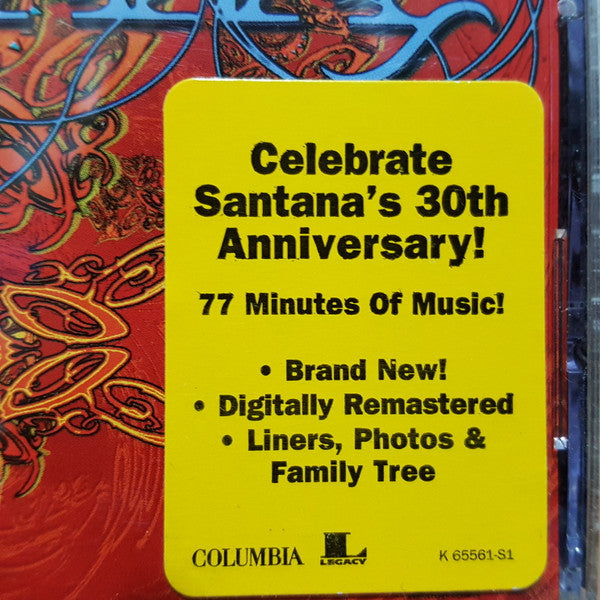 Celebrate
Santana's 30th
Anniversary!
77 Minutes Of Music!
• Brand New!
• Digitally Remastered
• Liners, Photos &
Family Tree
COLUMBIA L LEGACY K 65561-S1